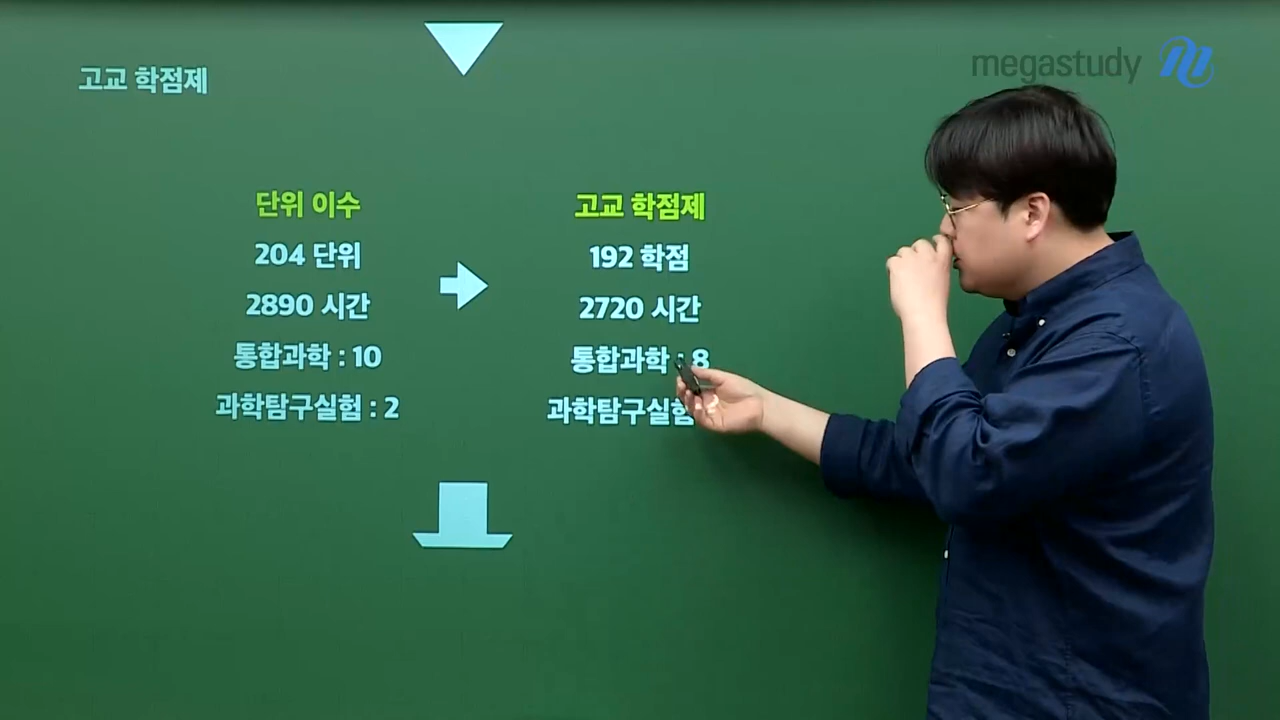 megastudy
고교 학점제
단위 이수
204 단위
2890 시간
통합과학 : 10
과학탐구실험 : 2
고교 학점제
192 학점
2720 시간
통합과학 : 8
과학탐구실험